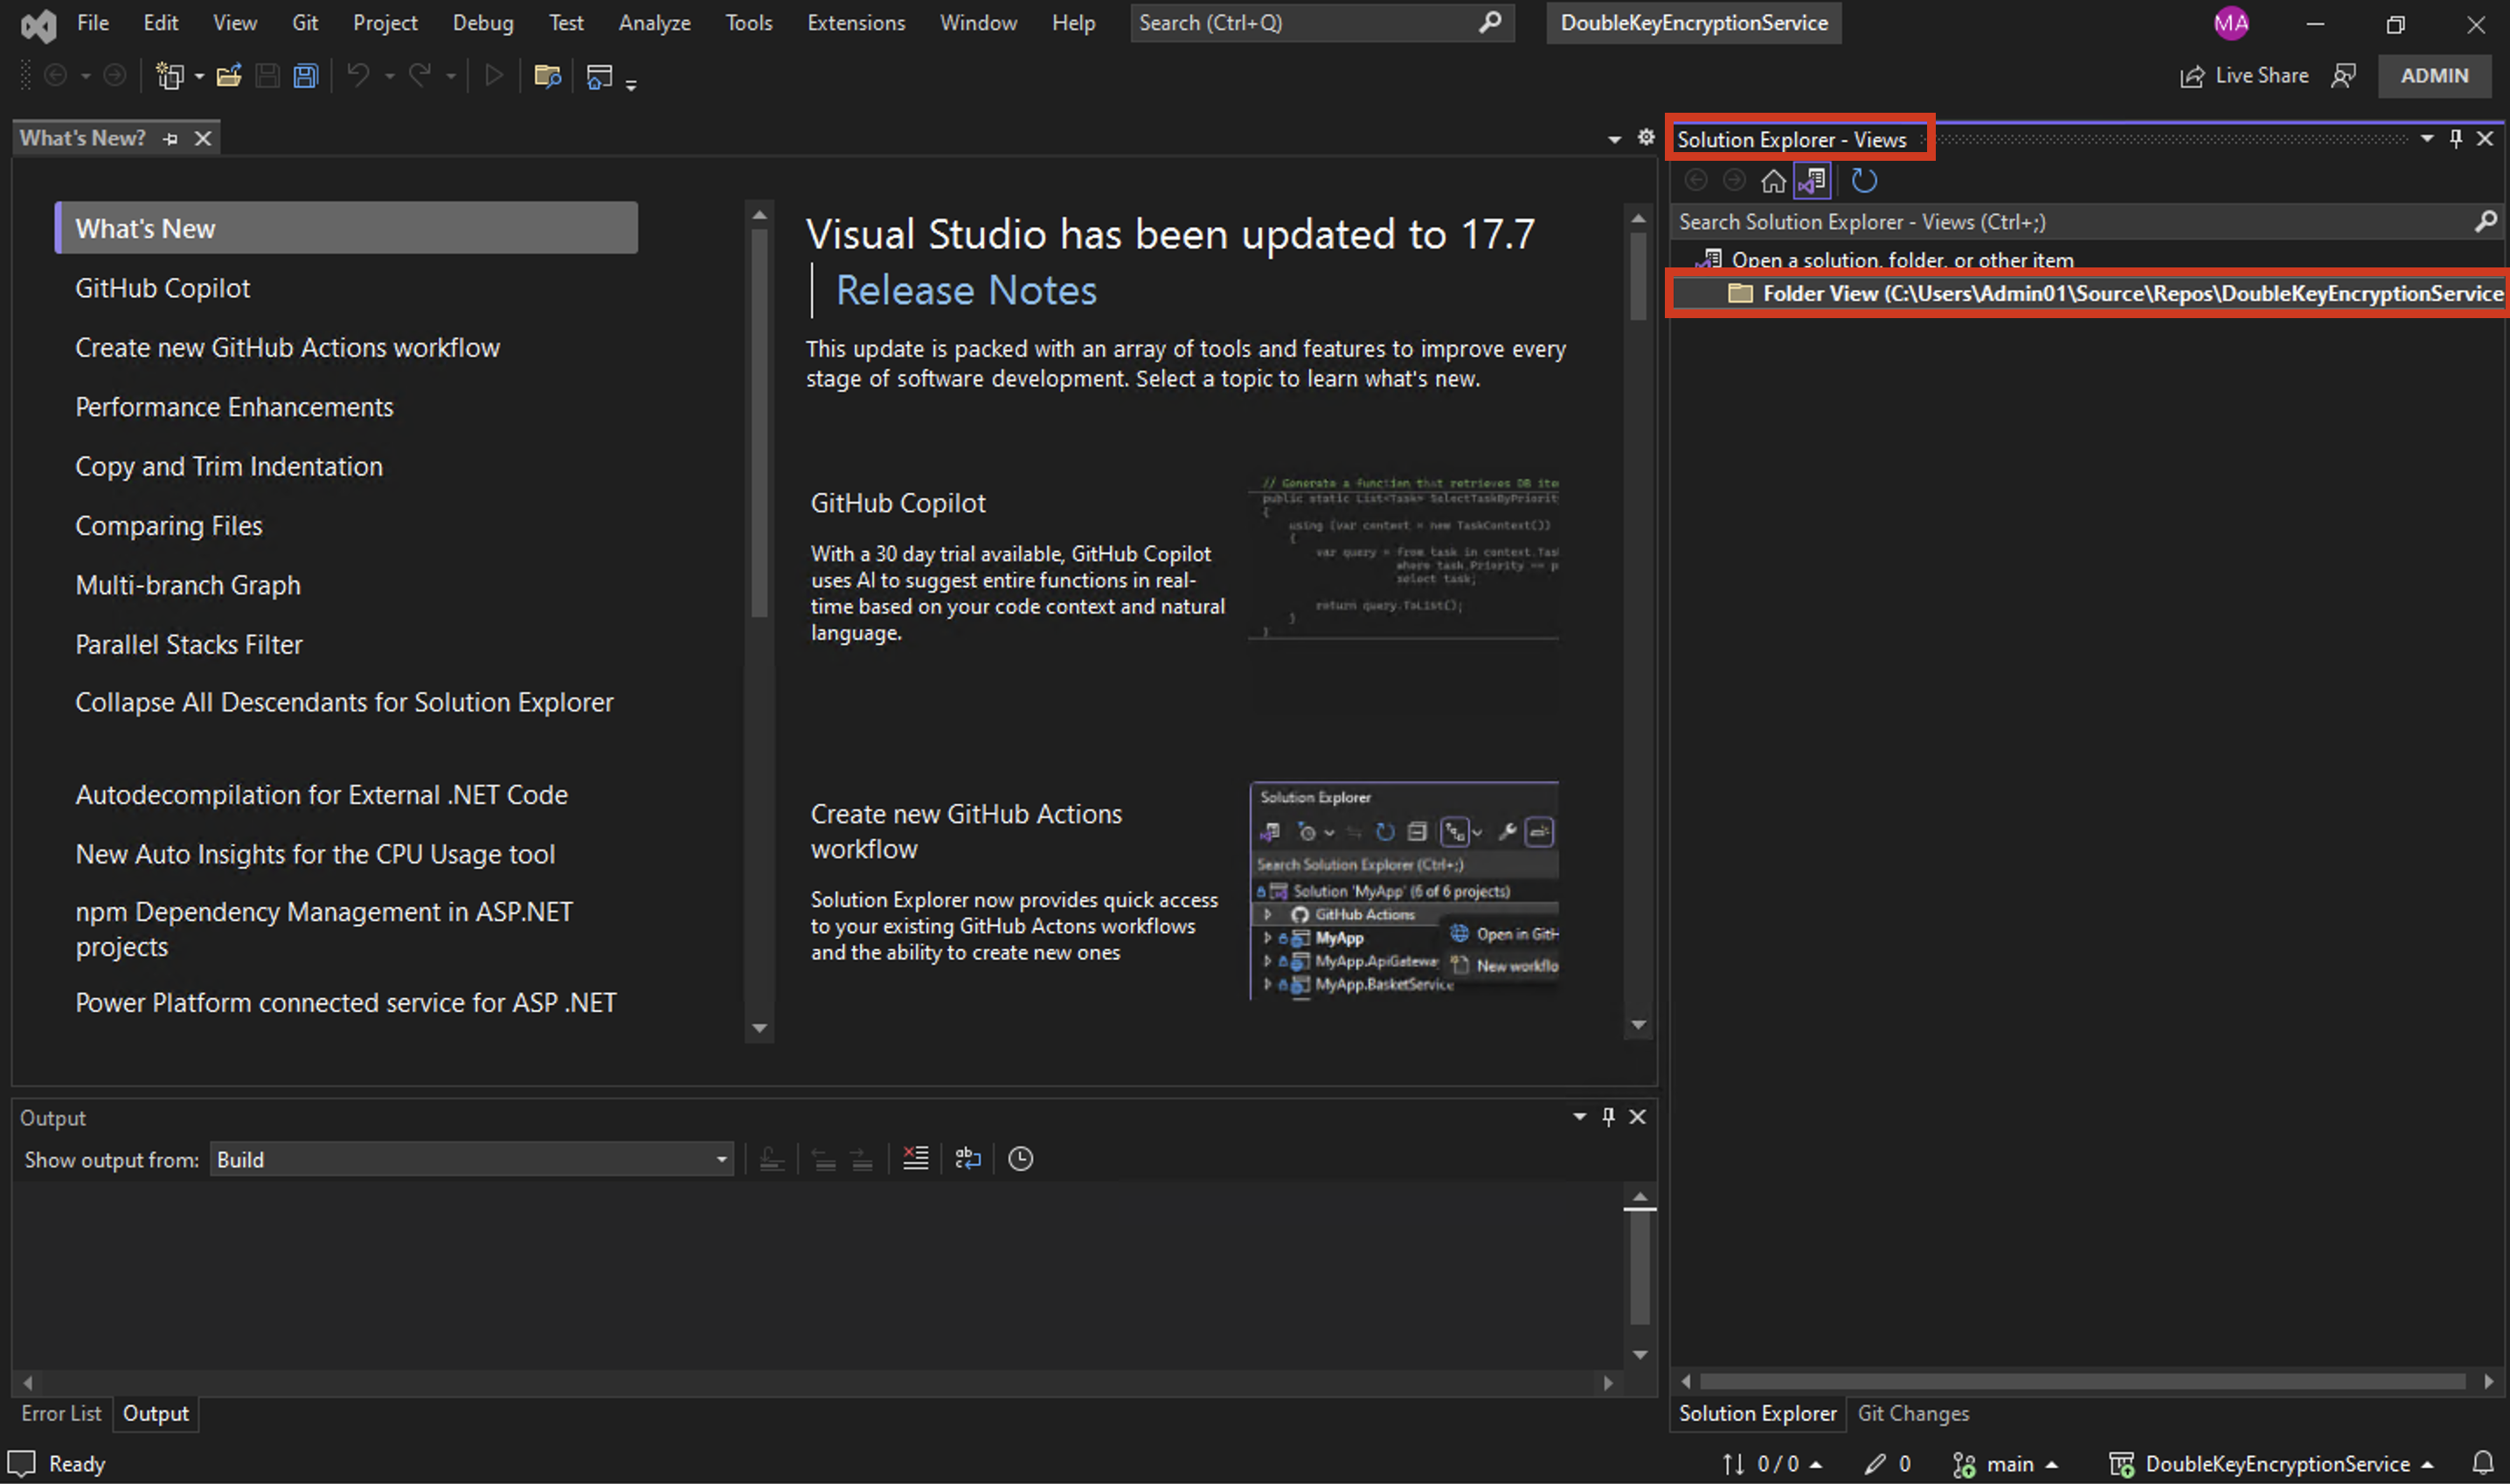 File Edit View Git Project Debug Test Analyze Tools Extensions Window Help Search (Ctrl+Q) DoubleKeyEncryptionService MA
Live Share ADMIN
What's New?
What's New
GitHub Copilot
Create new GitHub Actions workflow
Performance Enhancements
Copy and Trim Indentation
Comparing Files
Multi-branch Graph
Parallel Stacks Filter
Collapse All Descendants for Solution Explorer
Autodecompilation for External .NET Code
New Auto Insights for the CPU Usage tool
npm Dependency Management in ASP.NET
projects
Power Platform connected service for ASP .NET
Visual Studio has been updated to 17.7
Release Notes
This update is packed with an array of tools and features to improve every
stage of software development. Select a topic to learn what's new.
GitHub Copilot
With a 30 day trial available, GitHub Copilot
uses AI to suggest entire functions in real-
time based on your code context and natural
language.
// Generate a function that retrieves DB ite
public static List<Task> SelectTaskByPriorit
{
using (var context = new TaskContext())
{
var query = from task in context.Tas
where task.Priority == p
select task;
return query.ToList();
}
}
Create new GitHub Actions
workflow
Solution Explorer now provides quick access
to your existing GitHub Actons workflows
and the ability to create new ones
Solution Explorer
Search Solution Explorer (Ctrl+;)
Solution 'MyApp' (6 of 6 projects)
GitHub Actions
MyApp
MyApp.ApiGateway
MyApp.BasketService
Open in GitH
New workflo
Solution Explorer - Views
Search Solution Explorer - Views (Ctrl+;)
Open a solution, folder, or other item
Folder View (C:\Users\Admin01\Source\Repos\DoubleKeyEncryptionService
Output
Show output from: Build
Error List Output
Solution Explorer Git Changes
Ready 0 / 0 0 main DoubleKeyEncryptionService